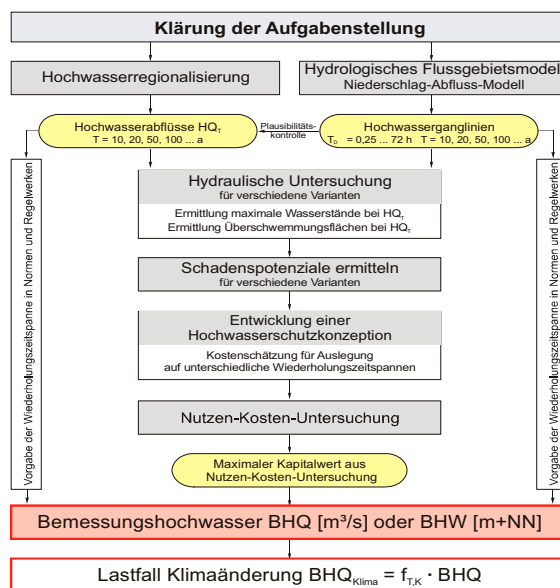 Klärung der Aufgabenstellung
Hochwasserregionalisierung
Hydrologisches Flussgebietsmodell
Niederschlag-Abfluss-Modell
Hochwasserabflüsse HQT
T = 10, 20, 50, 100 ... a
Plausibilitäts-
kontrolle
Hochwasserganglinien
TD = 0,25 ... 72 h T = 10, 20, 50, 100 ... a
Vorgabe der Wiederholungszeitspanne in Normen und Regelwerken
Hydraulische Untersuchung
für verschiedene Varianten
Ermittlung maximale Wasserstände bei HQT
Ermittlung Überschwemmungsflächen bei HQT
Schadenspotenziale ermitteln
für verschiedene Varianten
Entwicklung einer
Hochwasserschutzkonzeption
Kostenschätzung für Auslegung
auf unterschiedliche Wiederholungszeitspannen
Nutzen-Kosten-Untersuchung
Maximaler Kapitalwert aus
Nutzen-Kosten-Untersuchung
Vorgabe der Wiederholungszeitspanne in Normen und Regelwerken
Bemessungshochwasser BHQ [m³/s] oder BHW [m+NN]
Lastfall Klimaänderung BHQKlima = fT,K · BHQ